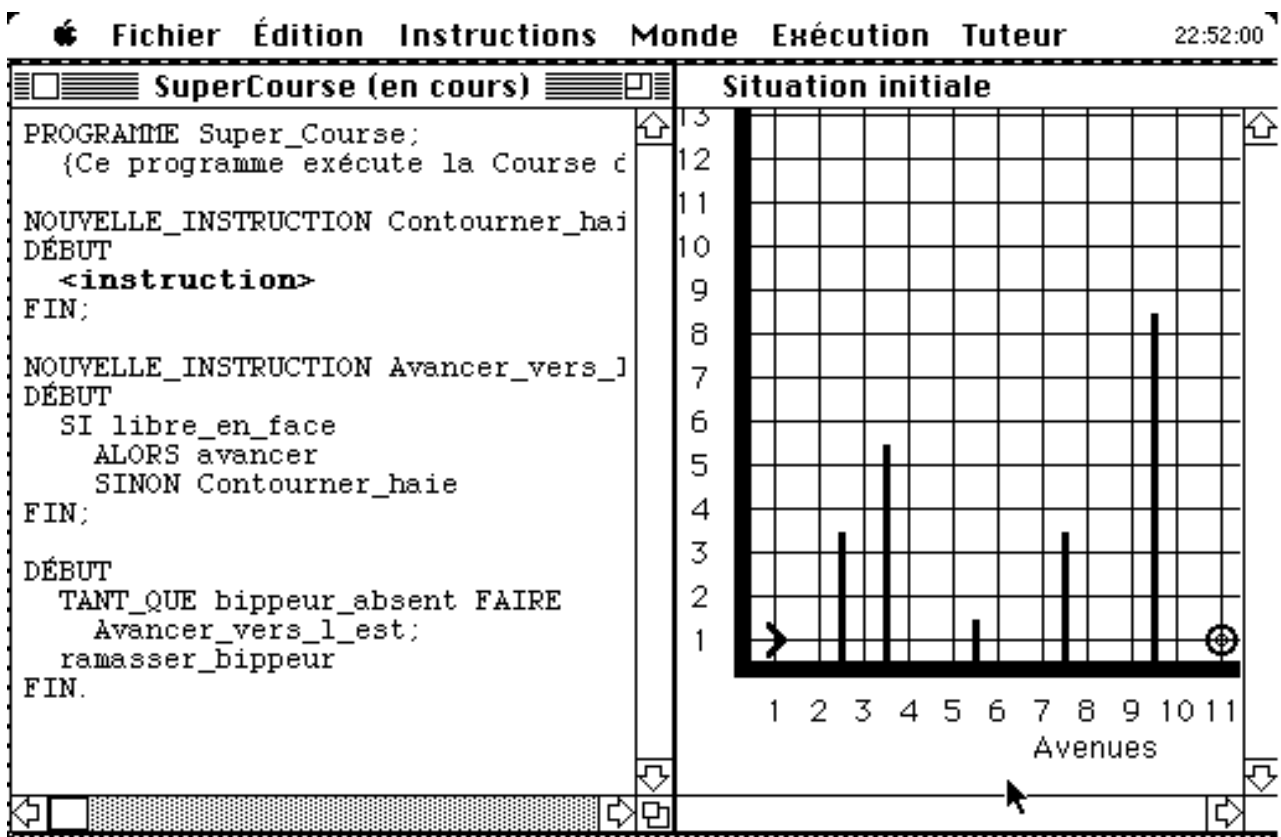 Fichier Édition Instructions Monde Exécution Tuteur 22:52:00
SuperCourse (en cours)
PROGRAMME Super_Course;
{Ce programme exécute la Course d
NOUVELLE_INSTRUCTION Contourner_hai
DÉBUT
<instruction>
FIN;
NOUVELLE_INSTRUCTION Avancer_vers_l
DÉBUT
SI libre_en_face
ALORS avancer
SINON Contourner_haie
FIN;
DÉBUT
TANT_QUE bippeur_absent FAIRE
Avancer_vers_l_est;
ramasser_bippeur
FIN.
Situation initiale
13
12
11
10
9
8
7
6
5
4
3
2
1
1 2 3 4 5 6 7 8 9 10 11
Avenues